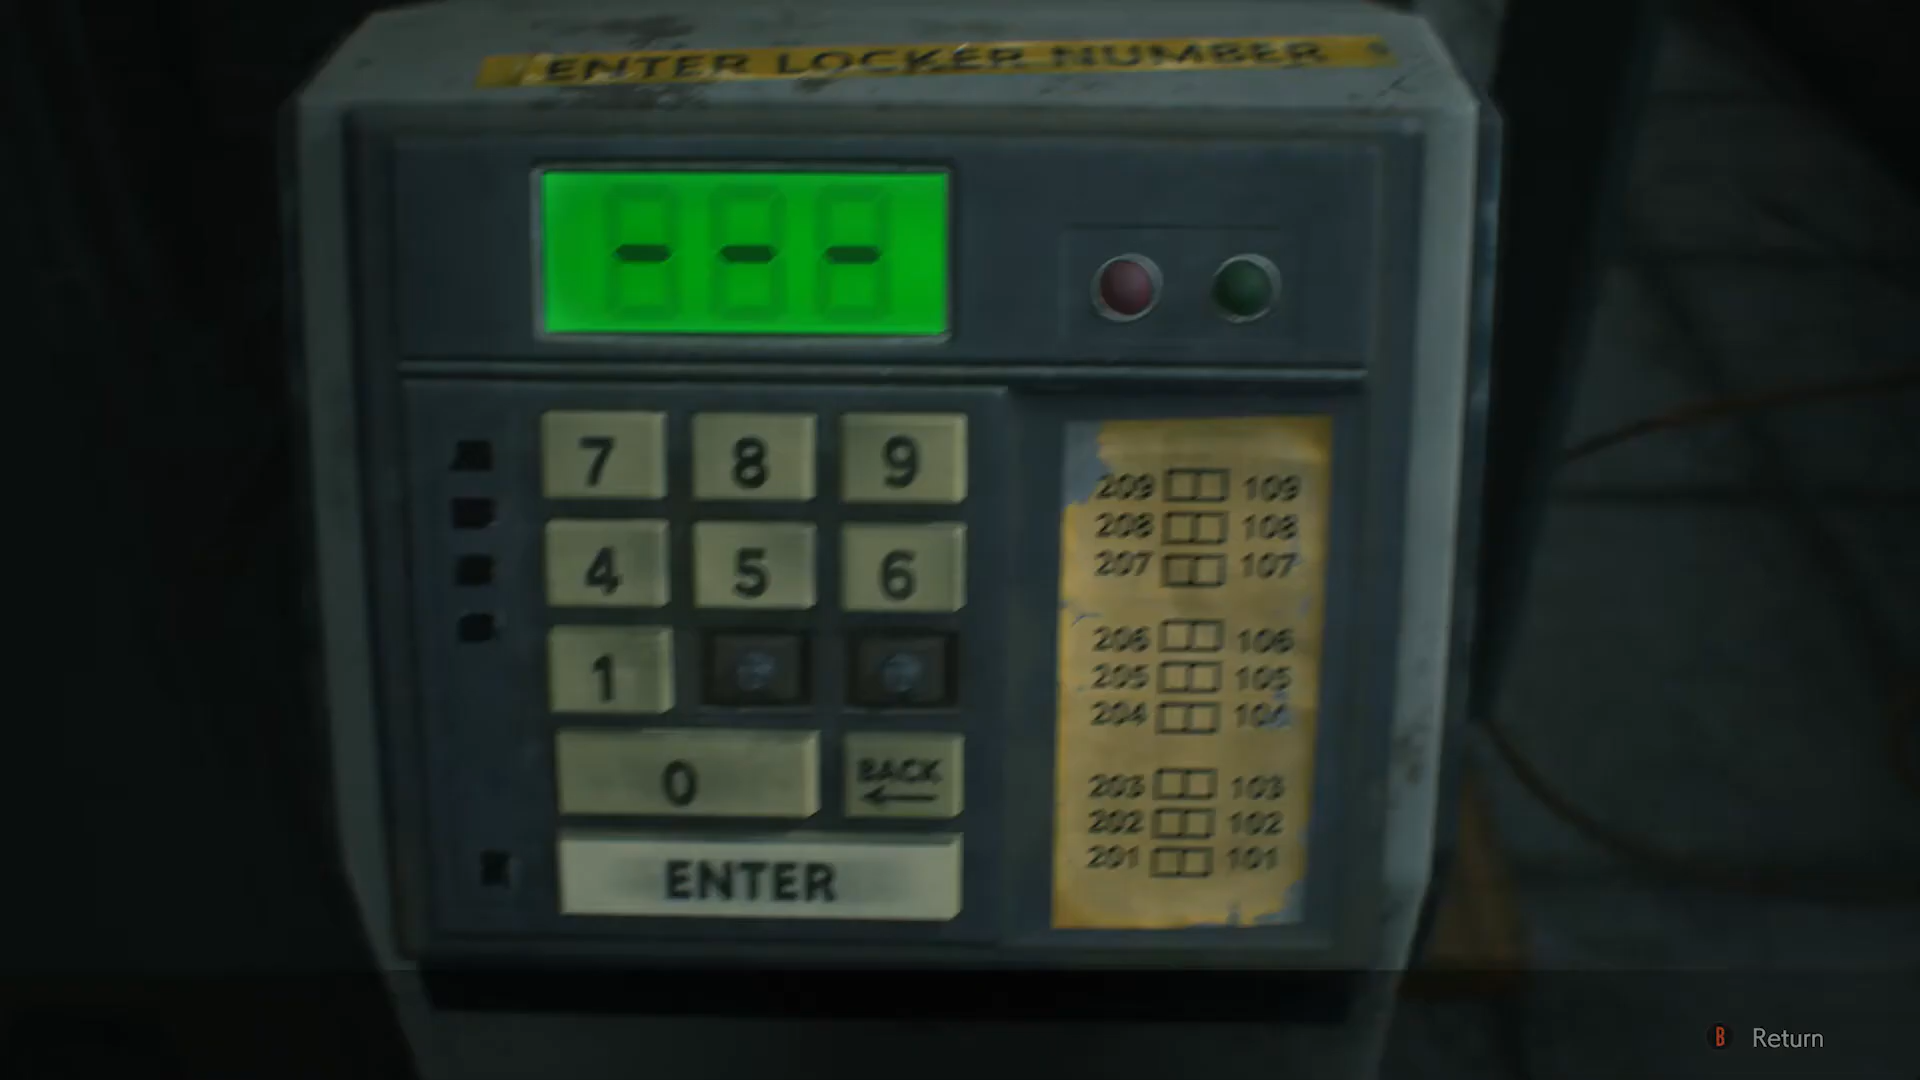 ENTER LOCKER NUMBER
- - -
7 8 9
4 5 6
1
0 BACK ←
ENTER
209 109
208 108
207 107
206 106
205 105
204 104
203 103
202 102
201 101
B Return